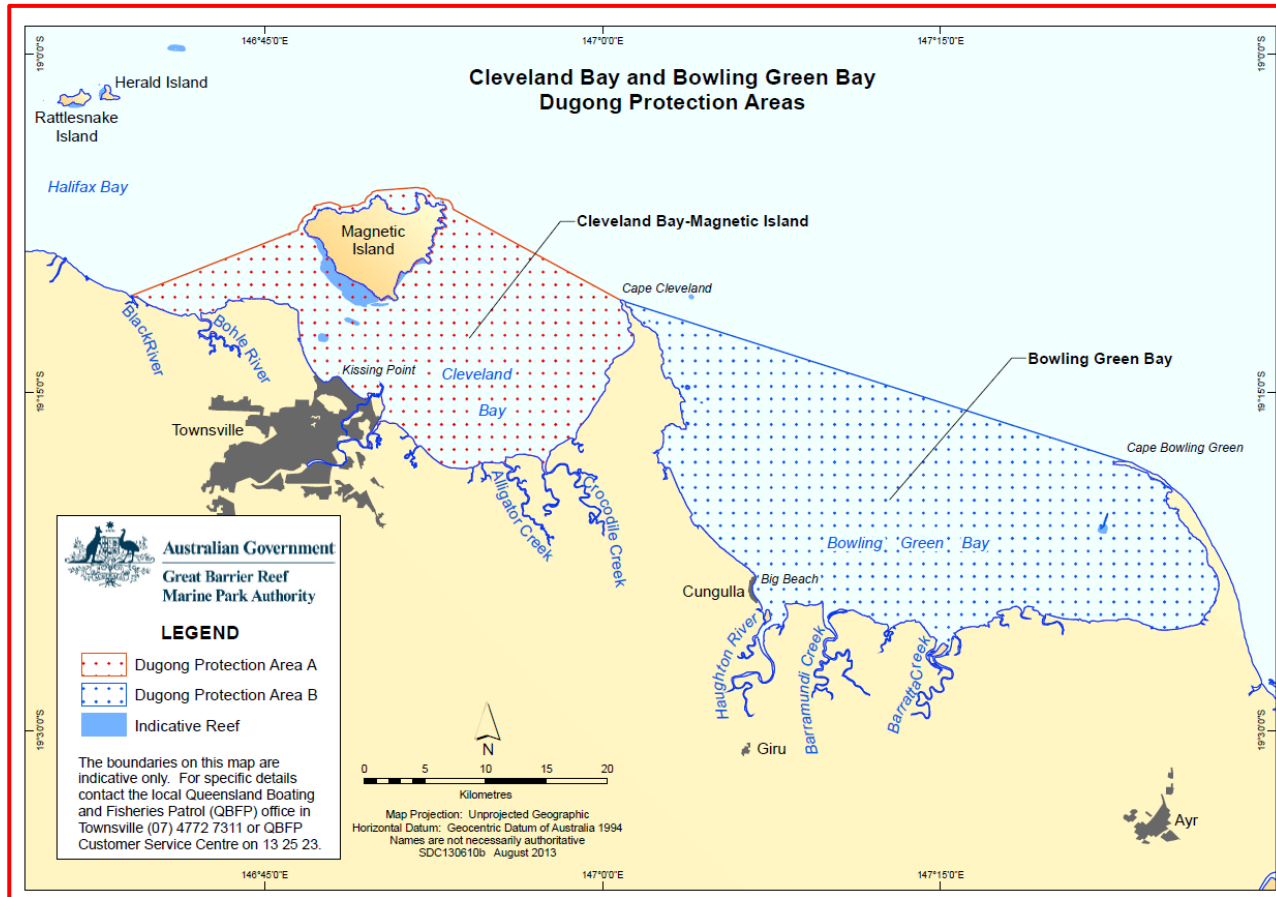 146°45'0"E
147°0'0"E
147°15'0"E
19°0'0"S
19°0'0"S
Cleveland Bay and Bowling Green Bay
Dugong Protection Areas
Herald Island
Rattlesnake
Island
Halifax Bay
Magnetic
Island
Cleveland Bay-Magnetic Island
Cape Cleveland
BlackRiver
Bohle River
Kissing Point
Cleveland
Bay
Bowling Green Bay
19°15'0"S
19°15'0"S
Townsville
Cape Bowling Green
Alligator Creek
Crocodile Creek
Bowling Green Bay
Big Beach
Cungulla
Haughton River
Barramundi Creek
BarrattaCreek
Giru
Ayr
19°30'0"S
19°30'0"S
Australian Government
Great Barrier Reef
Marine Park Authority
LEGEND
Dugong Protection Area A
Dugong Protection Area B
Indicative Reef
The boundaries on this map are
indicative only. For specific details
contact the local Queensland Boating
and Fisheries Patrol (QBFP) office in
Townsville (07) 4772 7311 or QBFP
Customer Service Centre on 13 25 23.
N
0 5 10 15 20
Kilometres
Map Projection: Unprojected Geographic
Horizontal Datum: Geocentric Datum of Australia 1994
Names are not necessarily authoritative
SDC130610b August 2013
146°45'0"E
147°0'0"E
147°15'0"E